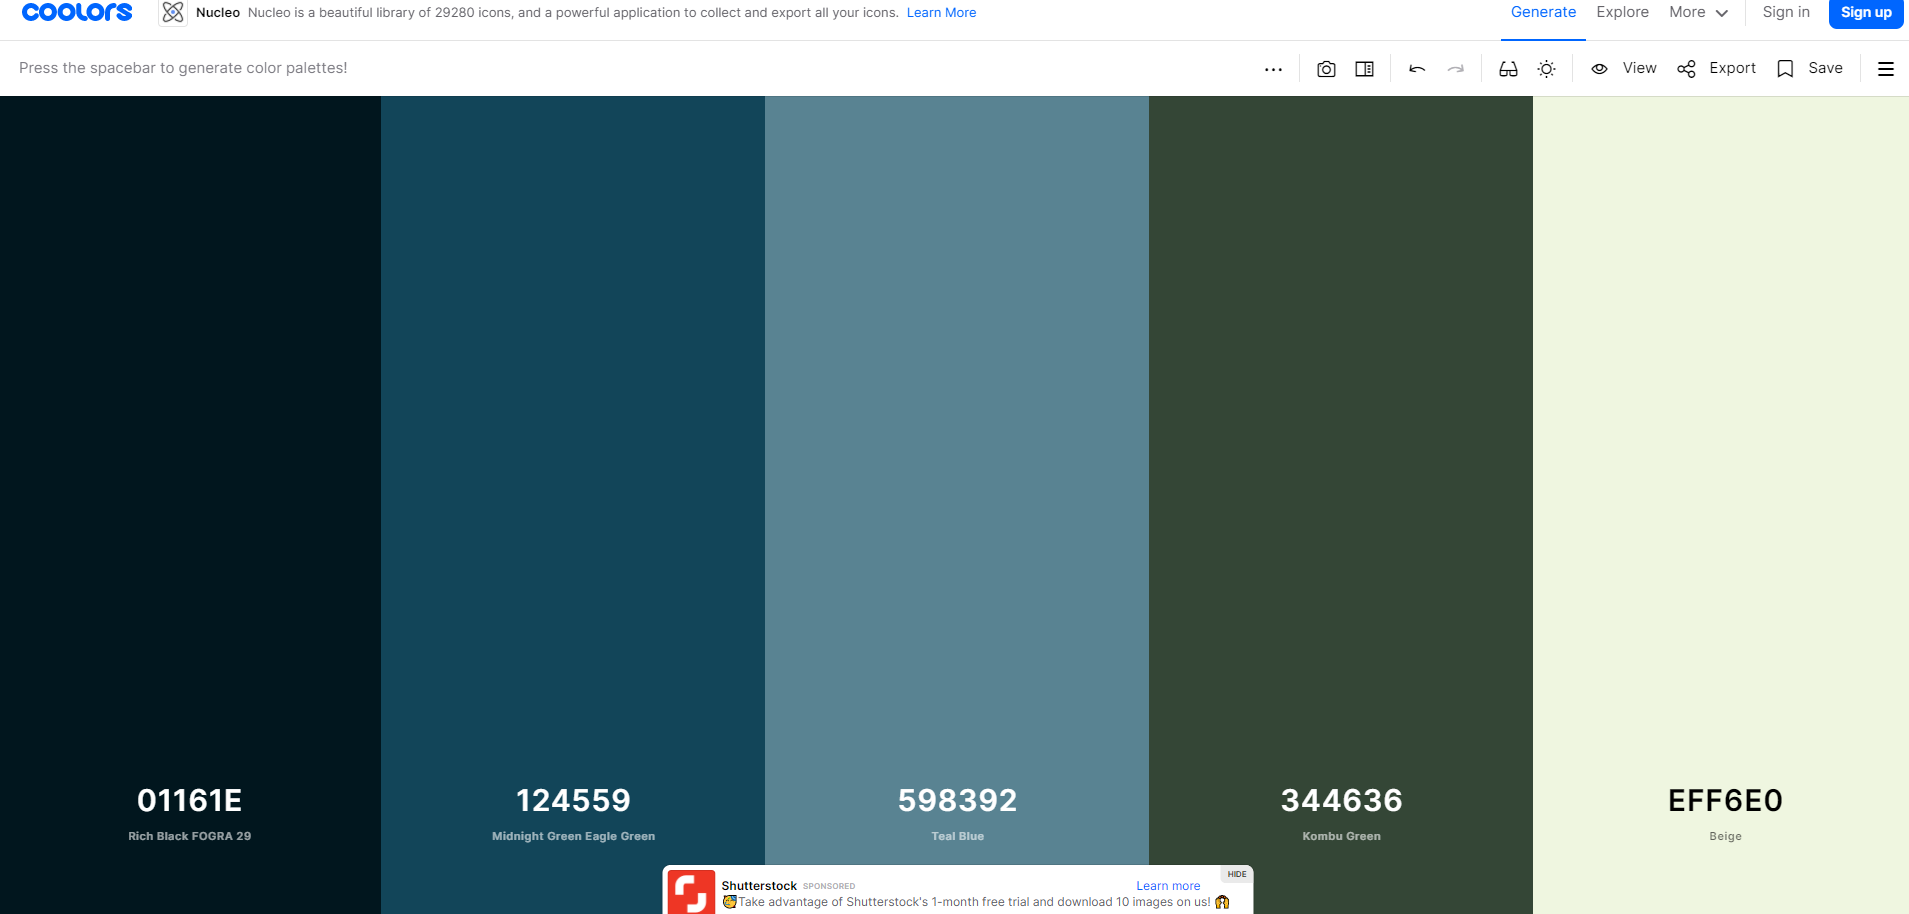 coolors
Nucleo Nucleo is a beautiful library of 29280 icons, and a powerful application to collect and export all your icons. Learn More
Generate Explore More Sign in Sign up
Press the spacebar to generate color palettes!
View Export Save
01161E
Rich Black FOGRA 29
124559
Midnight Green Eagle Green
598392
Teal Blue
344636
Kombu Green
EFF6E0
Beige
HIDE
Shutterstock SPONSORED Learn more
Take advantage of Shutterstock's 1-month free trial and download 10 images on us!